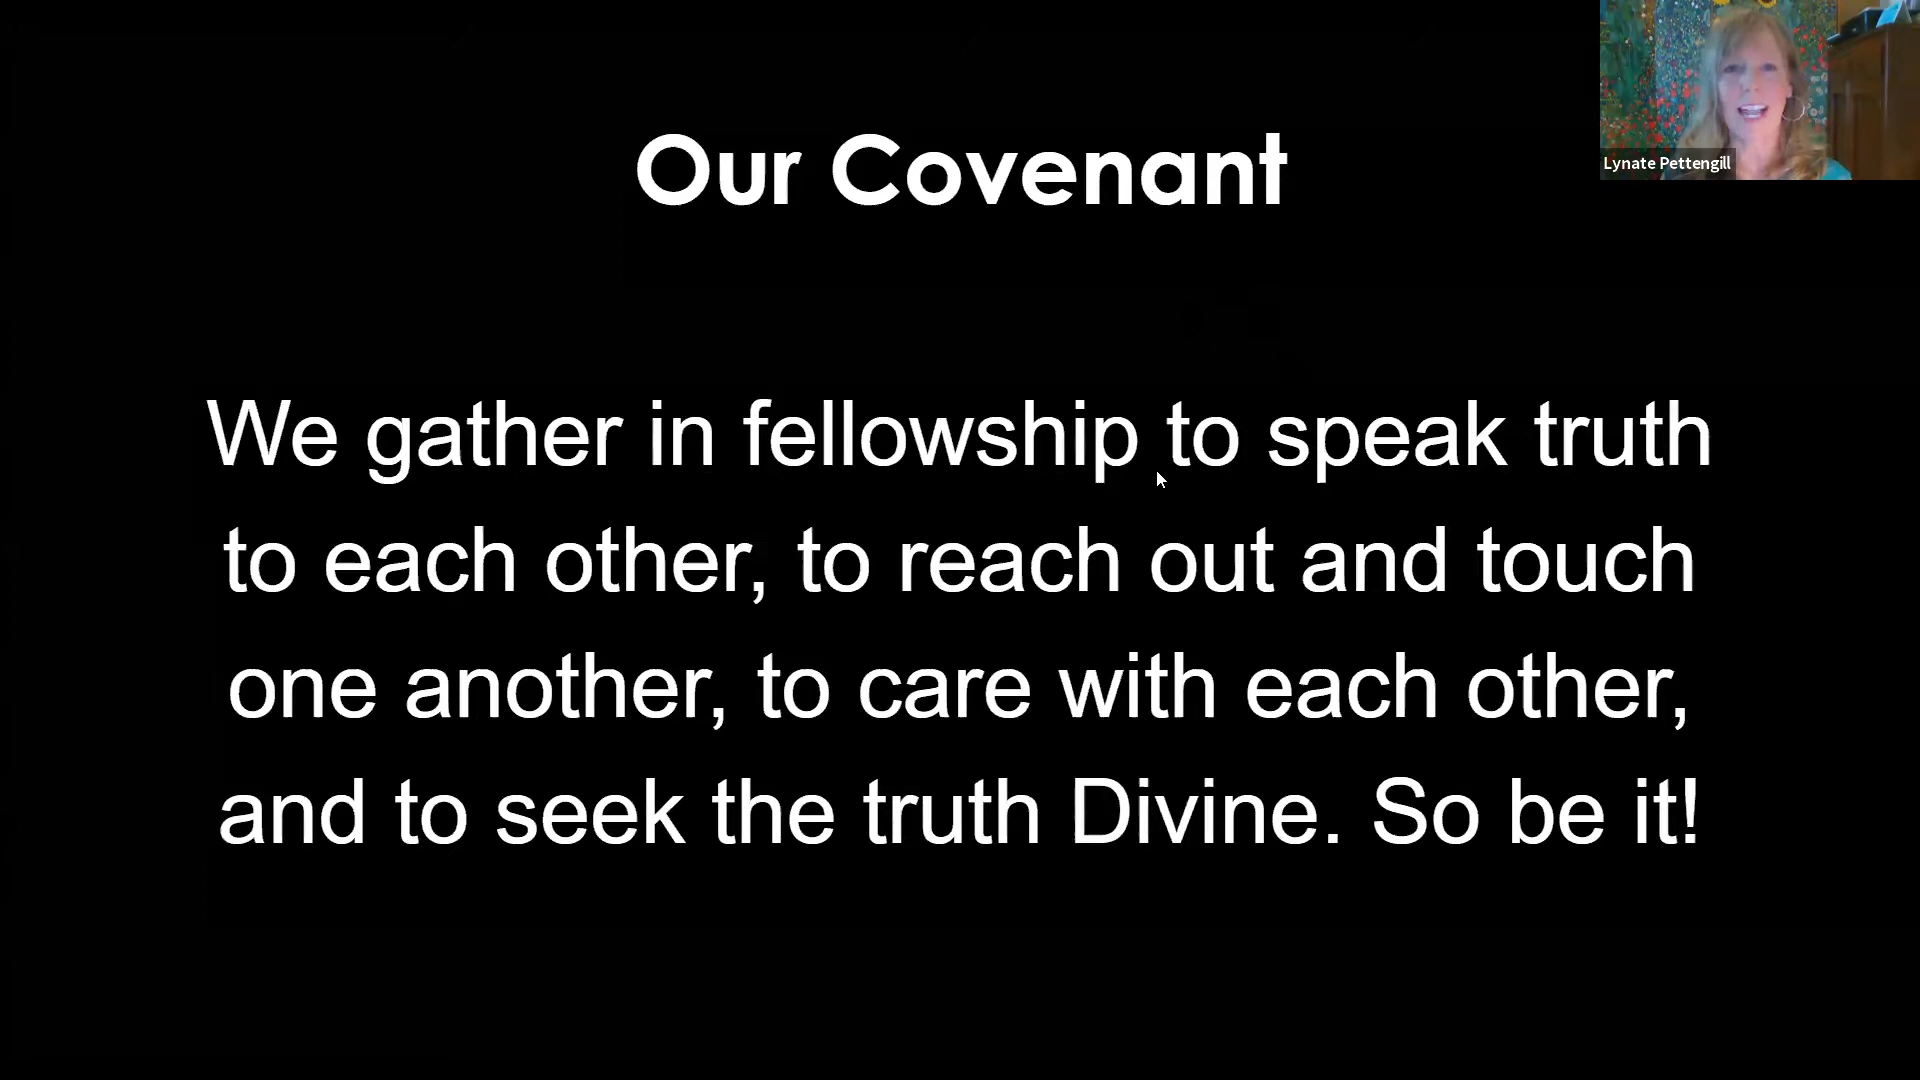 Our Covenant
Lynate Pettengill
We gather in fellowship to speak truth
to each other, to reach out and touch
one another, to care with each other,
and to seek the truth Divine. So be it!